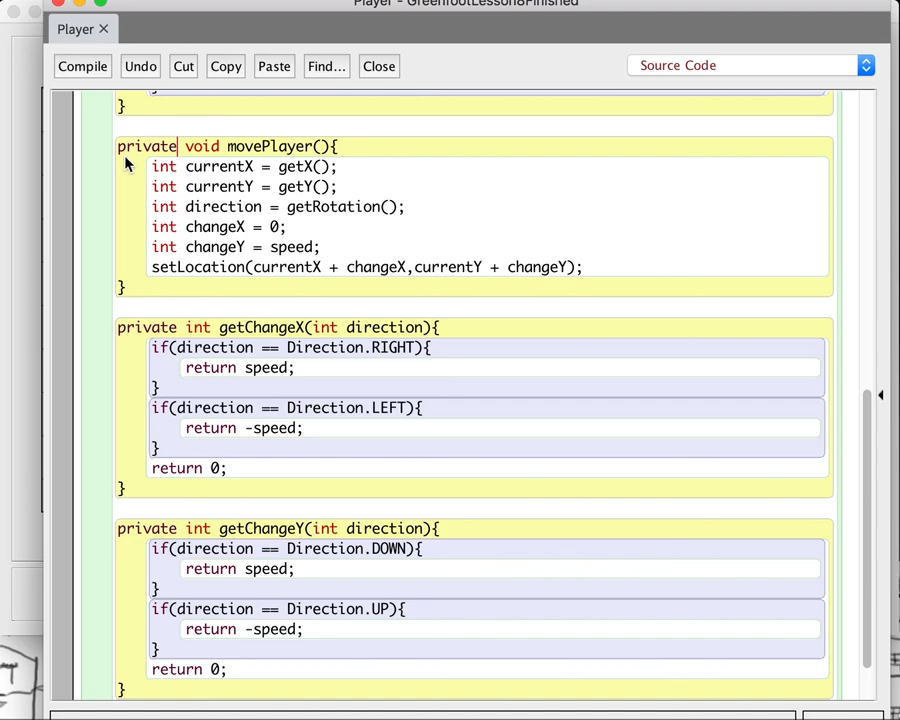 Player - GreenfootLesson8Finished
Player ×
Compile Undo Cut Copy Paste Find... Close Source Code
}
private void movePlayer(){
int currentX = getX();
int currentY = getY();
int direction = getRotation();
int changeX = 0;
int changeY = speed;
setLocation(currentX + changeX,currentY + changeY);
}
private int getChangeX(int direction){
if(direction == Direction.RIGHT){
return speed;
}
if(direction == Direction.LEFT){
return -speed;
}
return 0;
}
private int getChangeY(int direction){
if(direction == Direction.DOWN){
return speed;
}
if(direction == Direction.UP){
return -speed;
}
return 0;
}